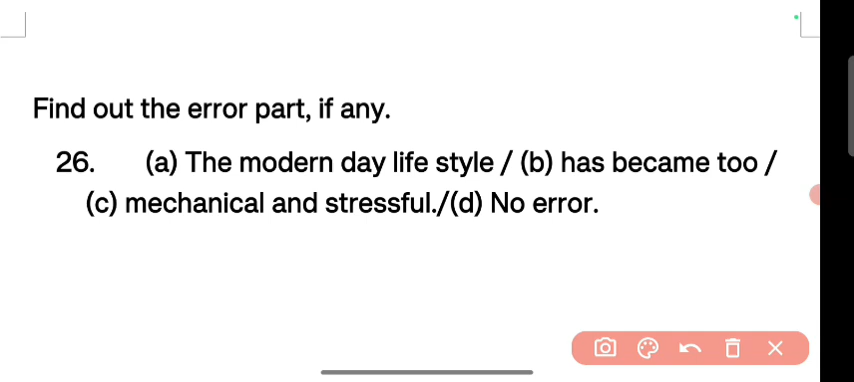 Find out the error part, if any.
26. (a) The modern day life style / (b) has became too /
(c) mechanical and stressful./(d) No error.